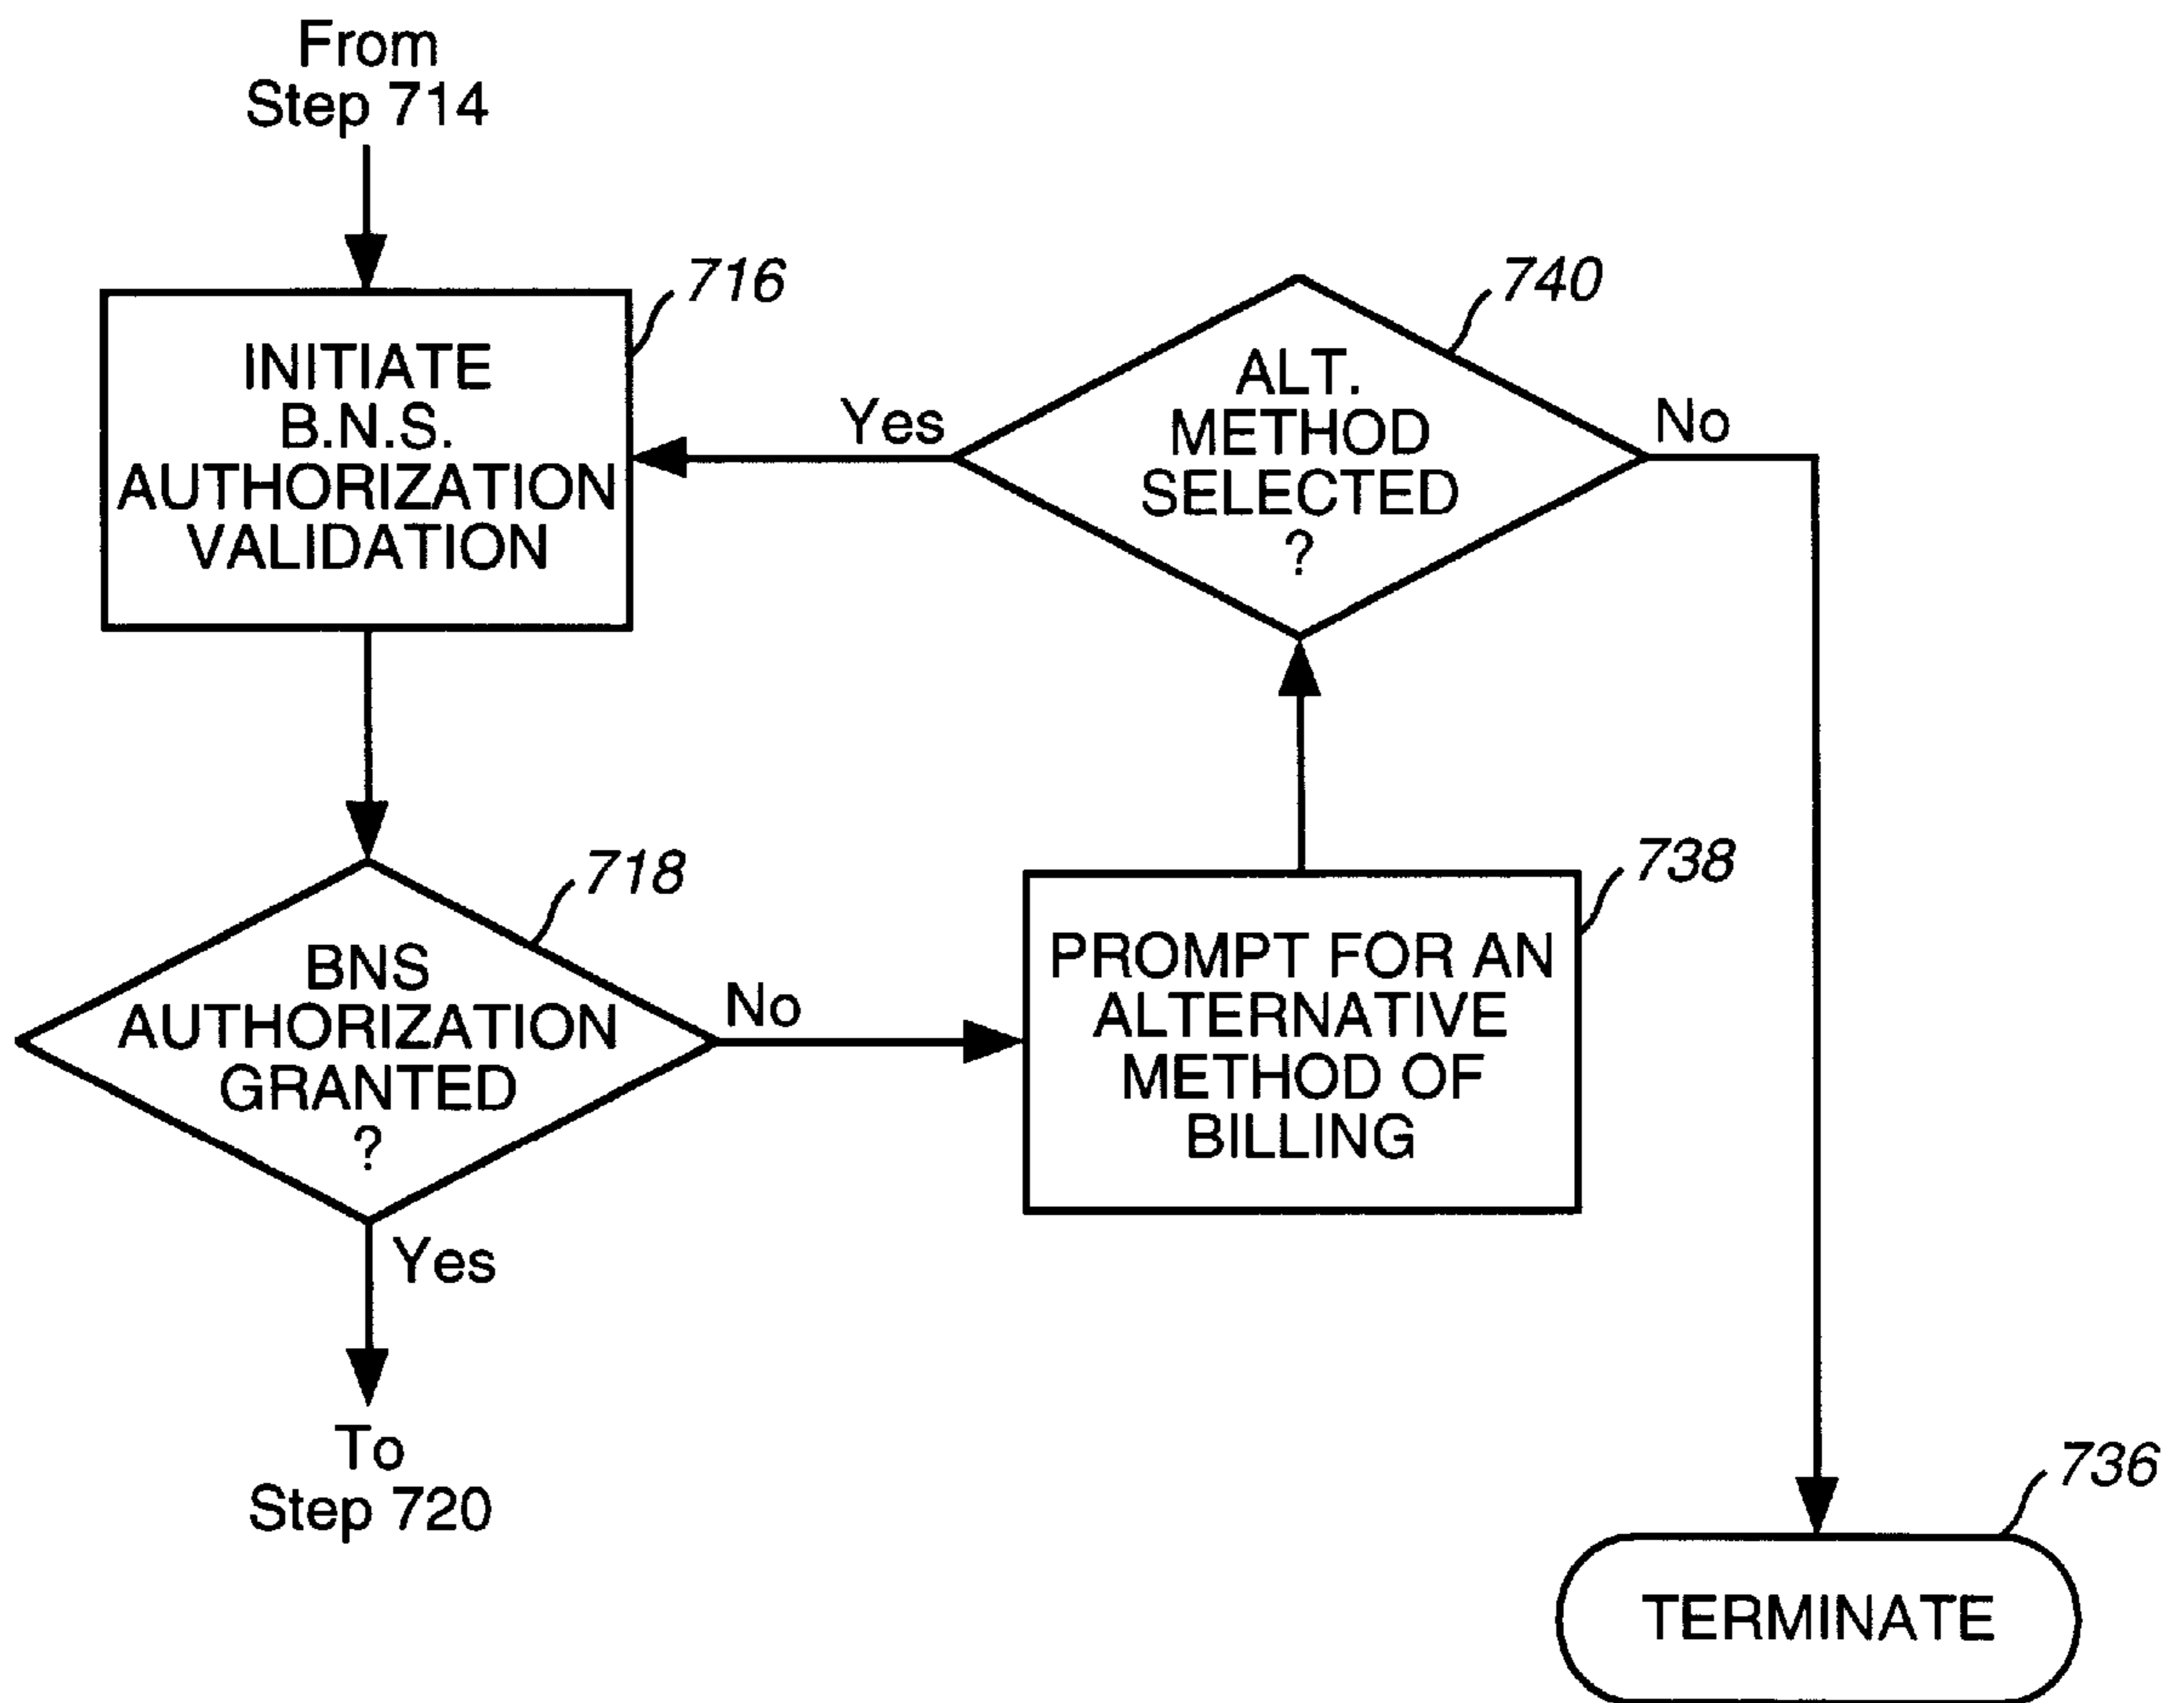 From
Step 714
716
INITIATE
B.N.S.
AUTHORIZATION
VALIDATION
740
ALT.
METHOD
SELECTED
?
Yes
No
718
BNS
AUTHORIZATION
GRANTED
?
No
Yes
738
PROMPT FOR AN
ALTERNATIVE
METHOD OF
BILLING
To
Step 720
736
TERMINATE